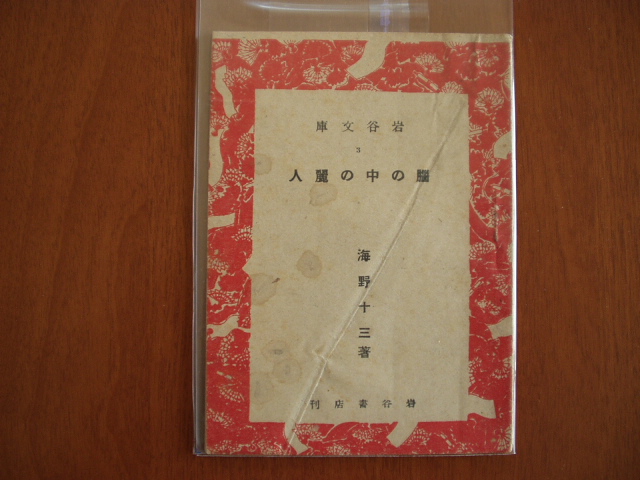 岩谷文庫
3
脳の中の麗人
海野十三著
岩谷書店刊